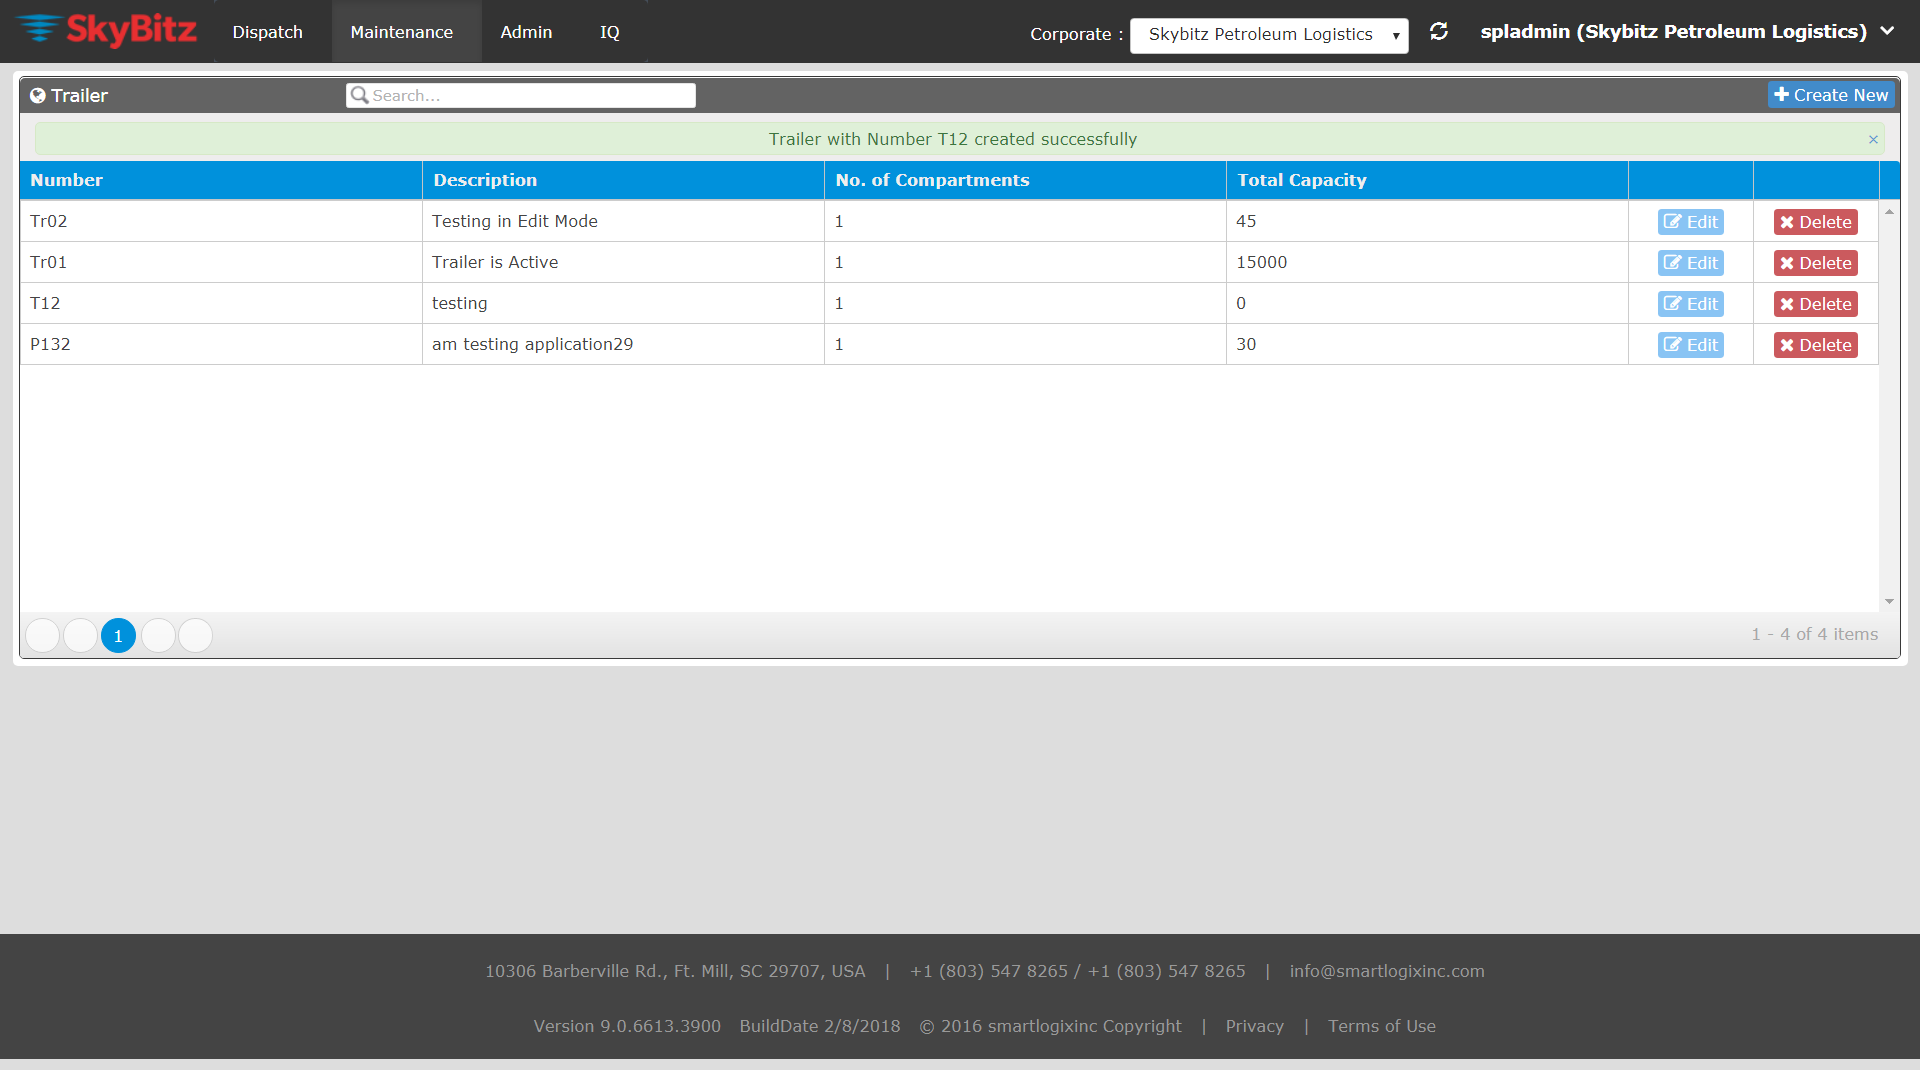 SkyBitz Dispatch Maintenance Admin IQ Corporate : Skybitz Petroleum Logistics spladmin (Skybitz Petroleum Logistics)
Trailer Search... Create New
Trailer with Number T12 created successfully ×
Number Description No. of Compartments Total Capacity
Tr02 Testing in Edit Mode 1 45 Edit Delete
Tr01 Trailer is Active 1 15000 Edit Delete
T12 testing 1 0 Edit Delete
P132 am testing application29 1 30 Edit Delete
1 1 - 4 of 4 items
10306 Barberville Rd., Ft. Mill, SC 29707, USA | +1 (803) 547 8265 / +1 (803) 547 8265 | info@smartlogixinc.com
Version 9.0.6613.3900 BuildDate 2/8/2018 © 2016 smartlogixinc Copyright | Privacy | Terms of Use